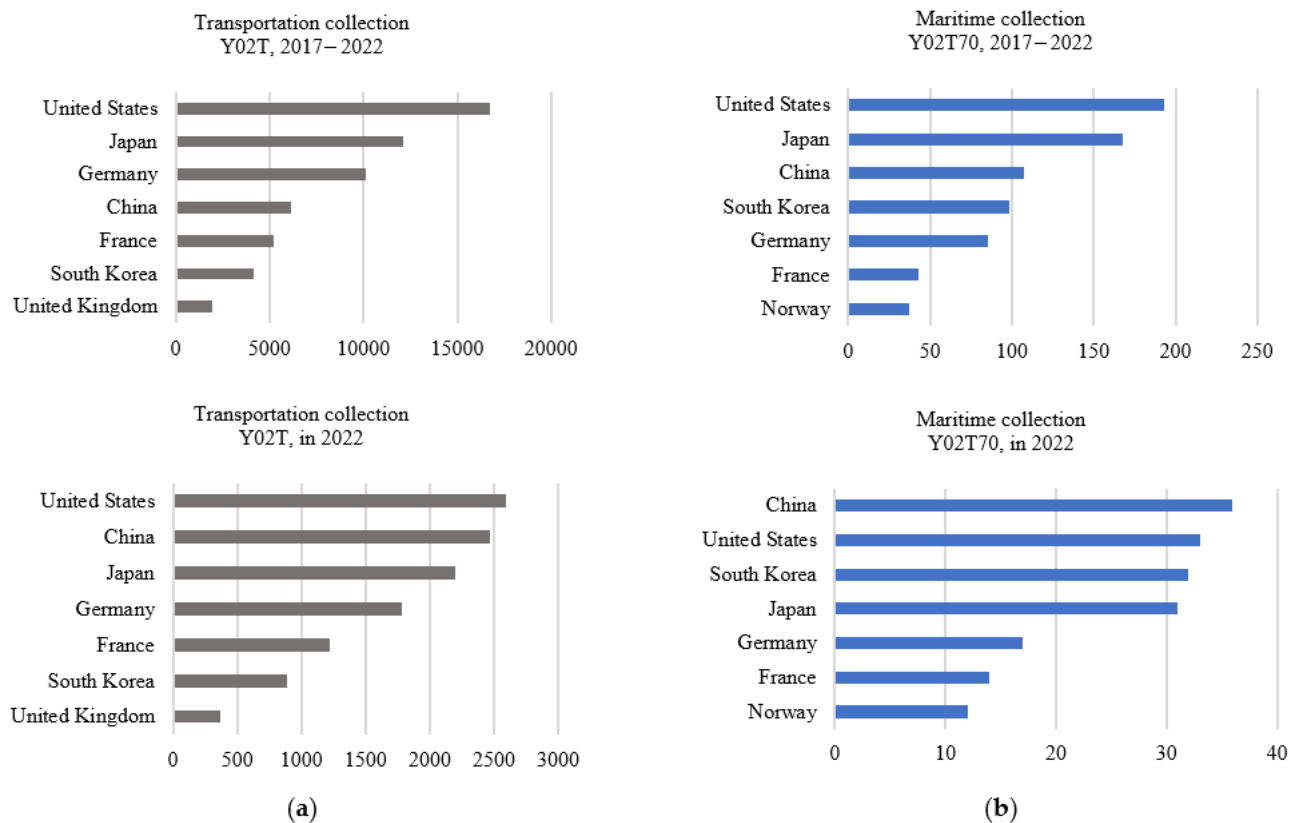 Transportation collection
Y02T, 2017−2022
United States
Japan
Germany
China
France
South Korea
United Kingdom
0 5000 10000 15000 20000
Maritime collection
Y02T70, 2017−2022
United States
Japan
China
South Korea
Germany
France
Norway
0 50 100 150 200 250
Transportation collection
Y02T, in 2022
United States
China
Japan
Germany
France
South Korea
United Kingdom
0 500 1000 1500 2000 2500 3000
(a)
Maritime collection
Y02T70, in 2022
China
United States
South Korea
Japan
Germany
France
Norway
0 10 20 30 40
(b)